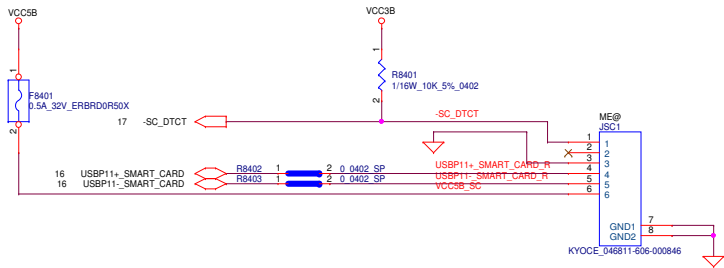 VCC5B
VCC3B
1
F8401
0.5A_32V_ERBRD0R50X
2
1
R8401
1/16W_10K_5%_0402
2
17 -SC_DTCT
-SC_DTCT
ME@
JSC1
1 1
2 2
3 3
16 USBP11+_SMART_CARD R8402 1 2 0_0402_SP USBP11+_SMART_CARD_R 4 4
16 USBP11-_SMART_CARD R8403 1 2 0_0402_SP USBP11-_SMART_CARD_R 5 5
VCC5B_SC 6 6
GND1 7
GND2 8
KYOCE_046811-606-000846